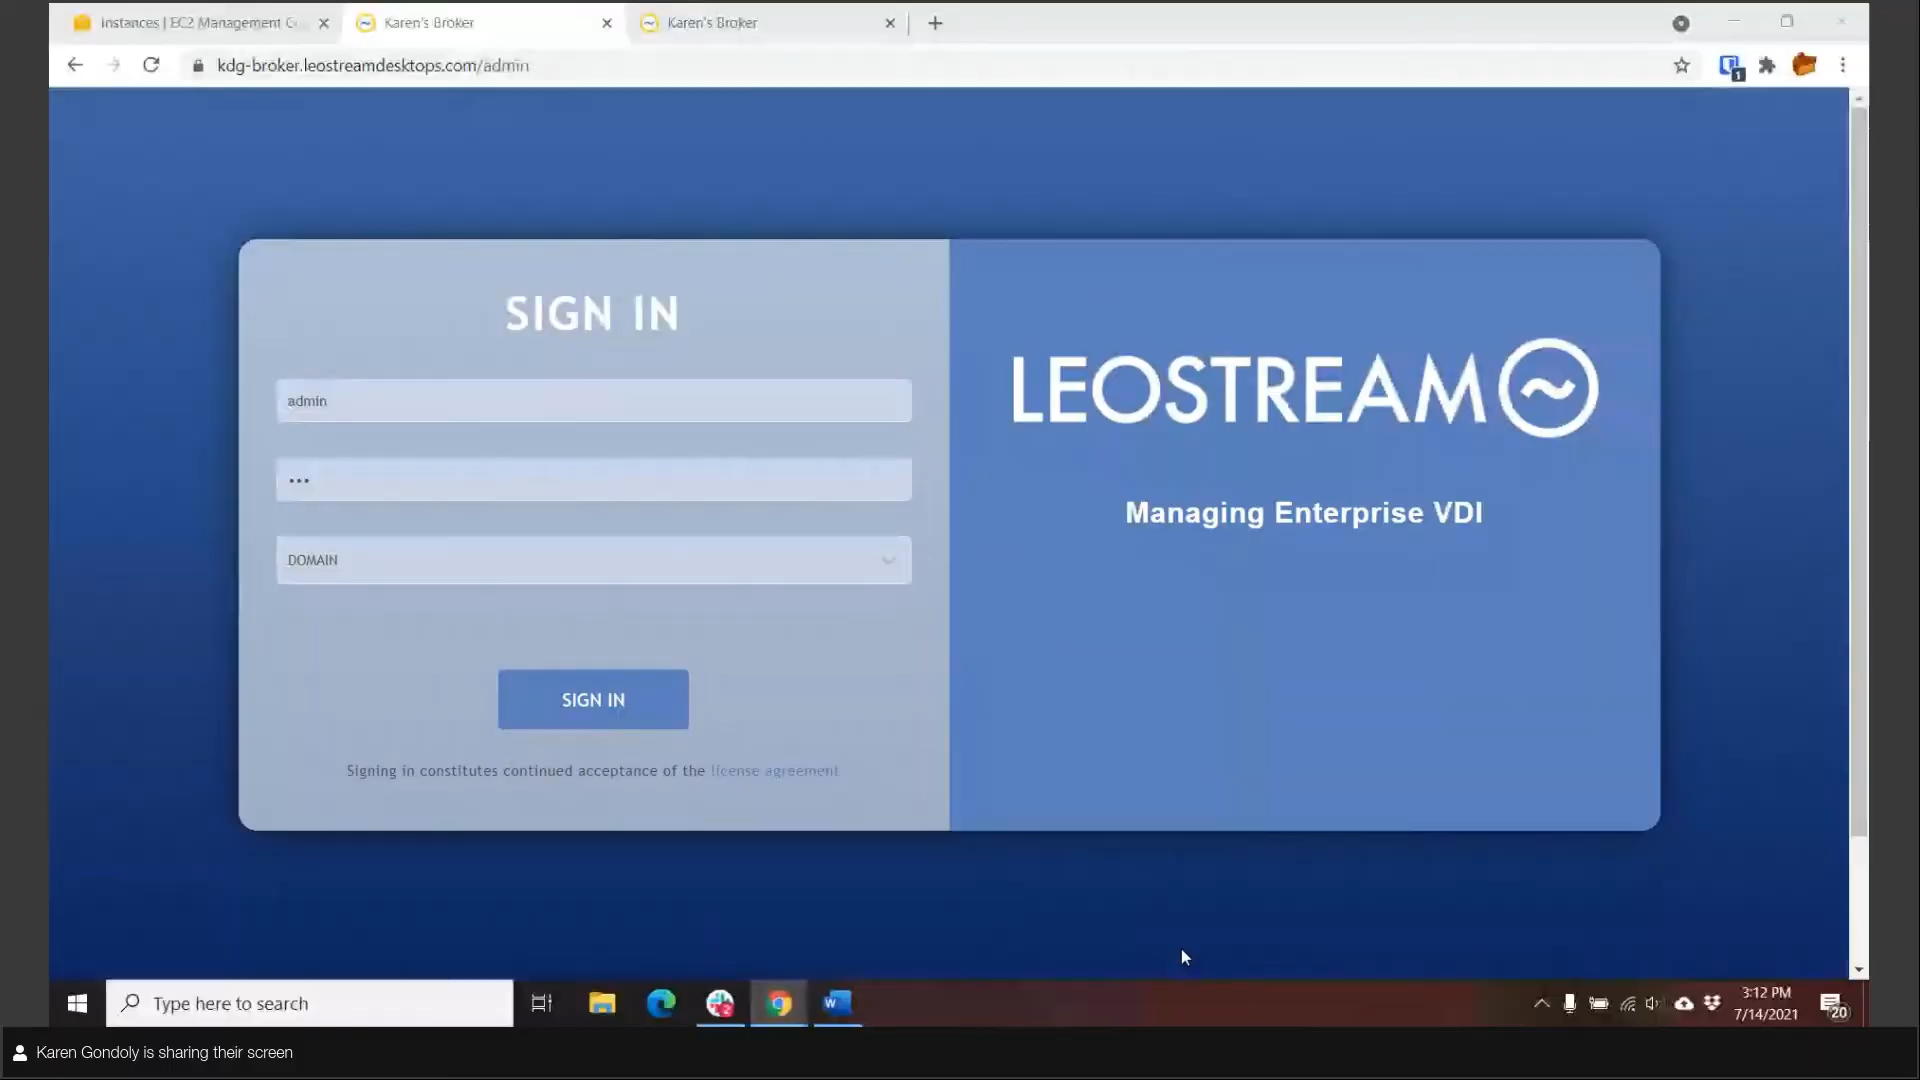 Instances | EC2 Management C
Karen's Broker
Karen's Broker
kdg-broker.leostreamdesktops.com/admin
1
SIGN IN
admin
•••
DOMAIN
SIGN IN
Signing in constitutes continued acceptance of the license agreement
LEOSTREAM
Managing Enterprise VDI
Type here to search
3:12 PM
7/14/2021
20
Karen Gondoly is sharing their screen